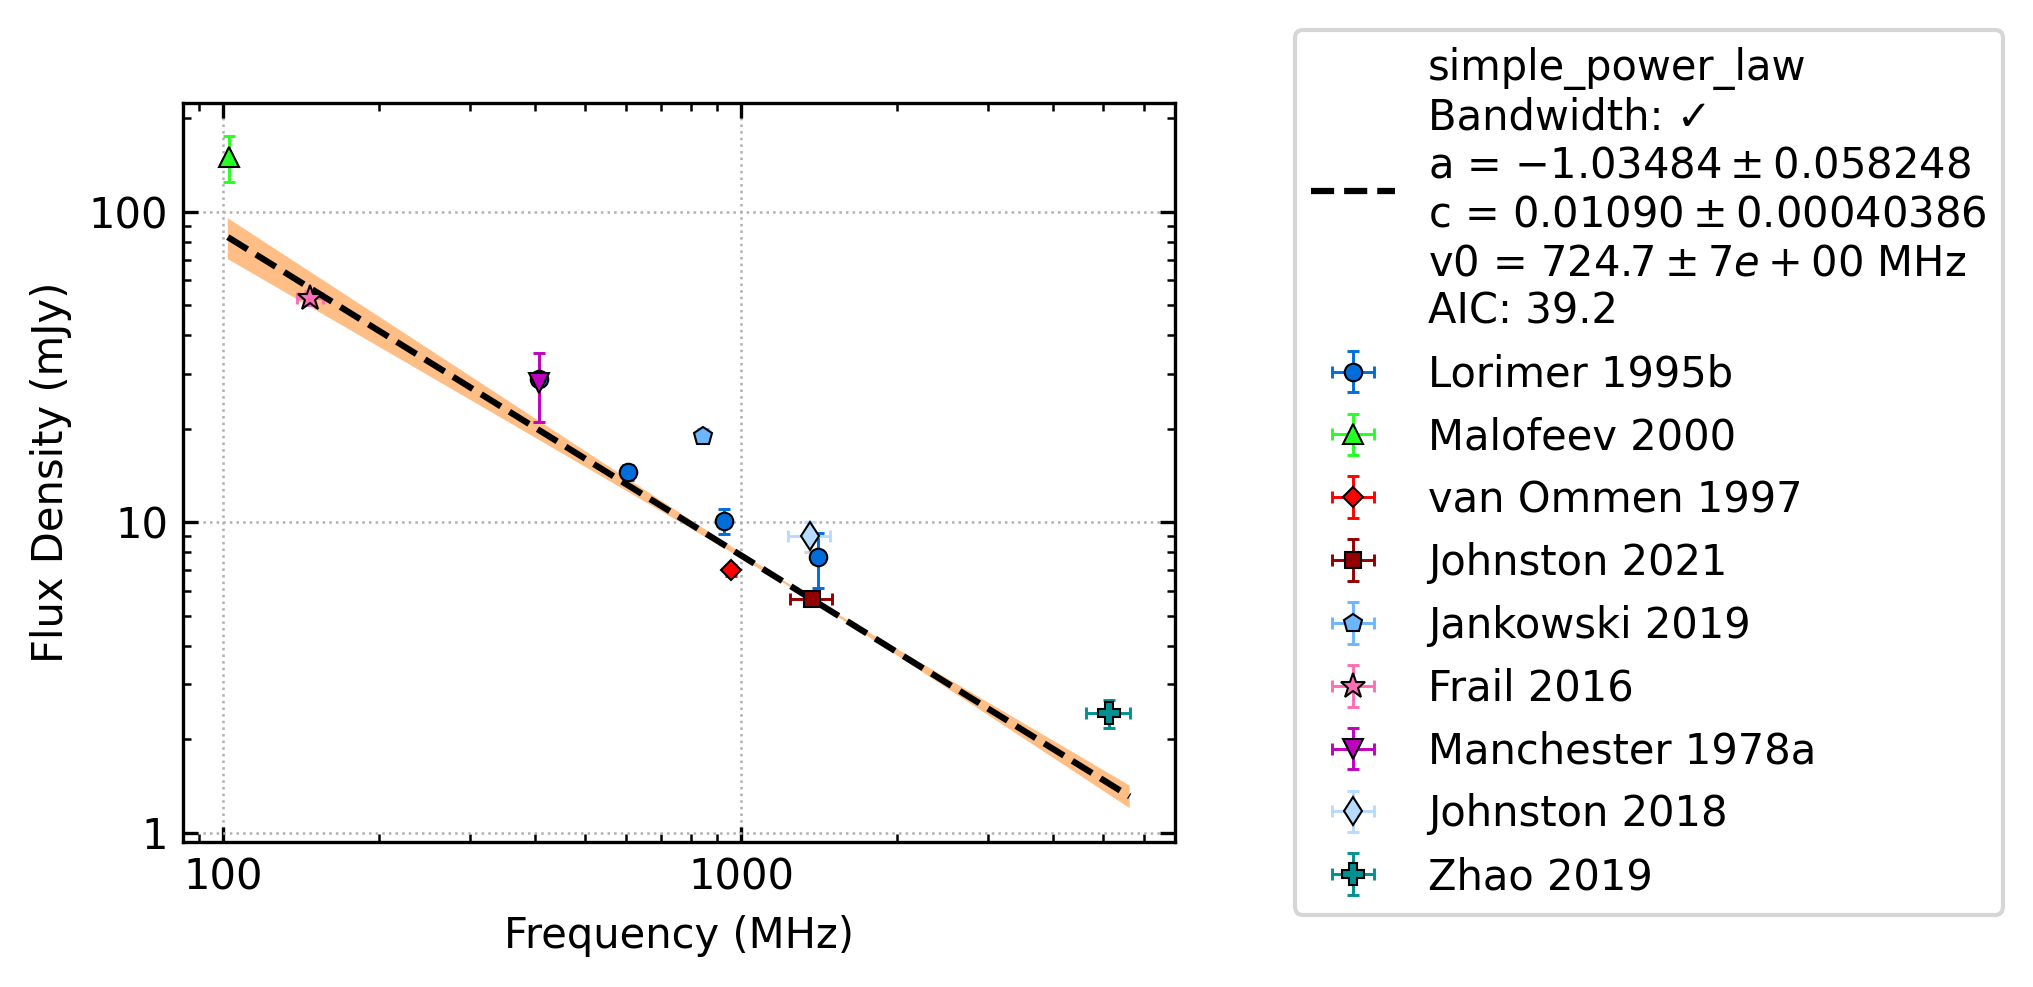 Flux Density (mJy)
100
10
1
100 1000
Frequency (MHz)
simple_power_law
Bandwidth: ✓
a = −1.03484 ± 0.058248
c = 0.01090 ± 0.00040386
v0 = 724.7 ± 7e + 00 MHz
AIC: 39.2
Lorimer 1995b
Malofeev 2000
van Ommen 1997
Johnston 2021
Jankowski 2019
Frail 2016
Manchester 1978a
Johnston 2018
Zhao 2019